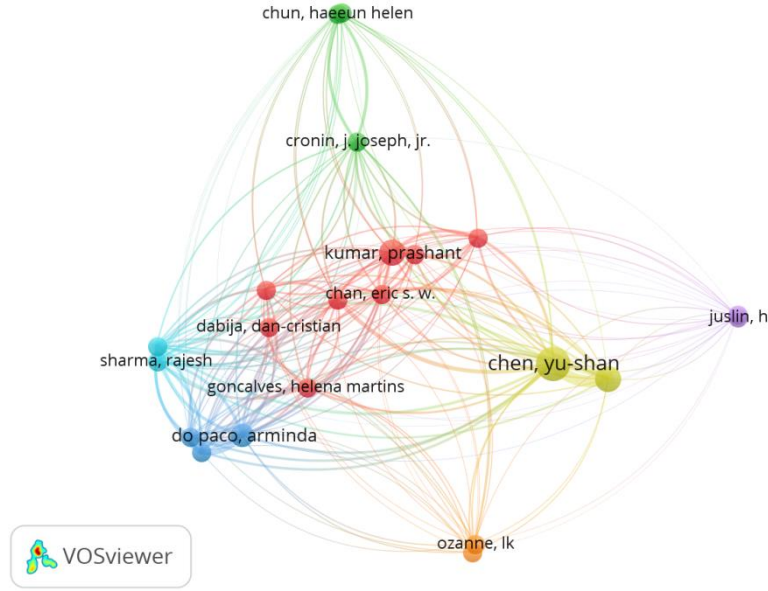 chun, haeeun helen
cronin, j. joseph, jr.
kumar, prashant
chan, eric s. w.
juslin, h
dabija, dan-cristian
sharma, rajesh
chen, yu-shan
goncalves, helena martins
do paco, arminda
ozanne, lk
VOSviewer